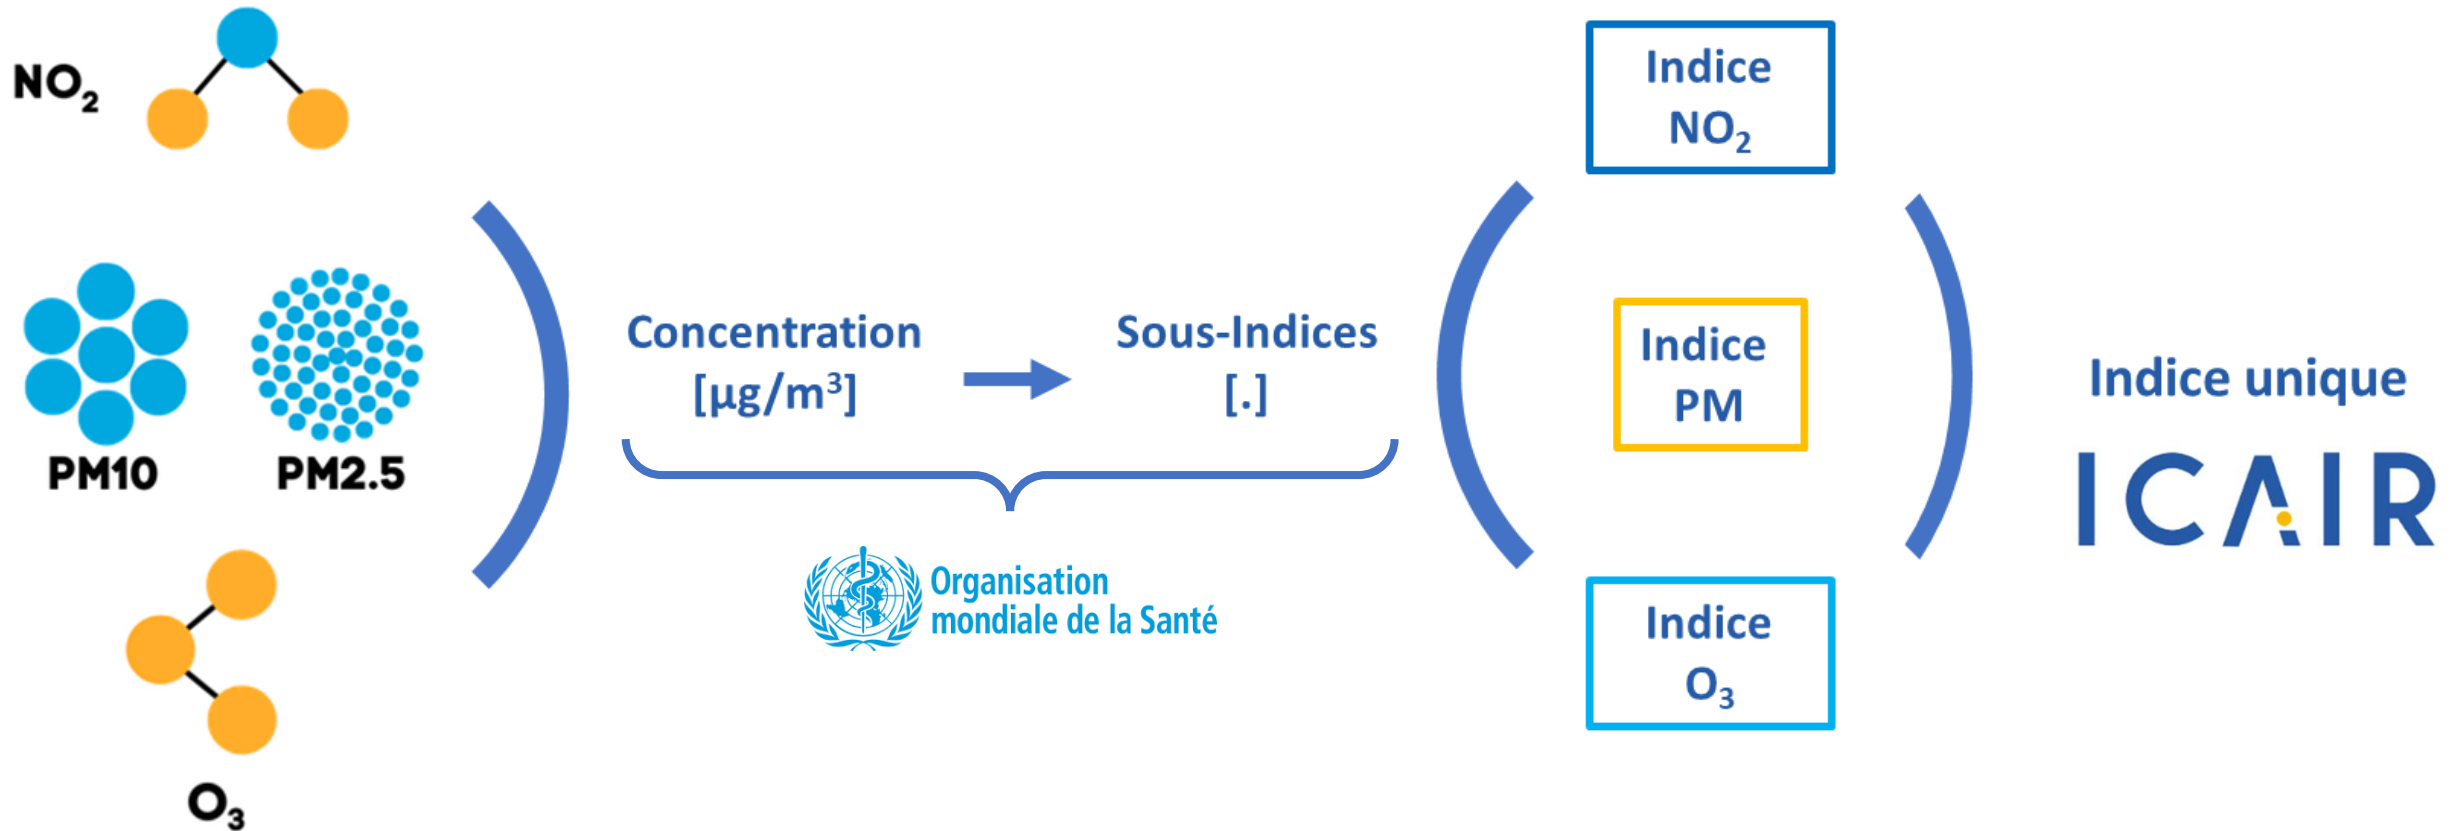 NO₂
PM10
PM2.5
O₃
Concentration
[µg/m³]
Sous-Indices
[.]
Organisation
mondiale de la Santé
Indice
NO₂
Indice
PM
Indice
O₃
Indice unique
ICAIR